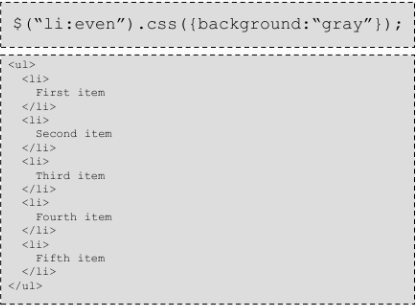 $(“li:even”).css({background:“gray”});
<ul>
<li>
First item
</li>
<li>
Second item
</li>
<li>
Third item
</li>
<li>
Fourth item
</li>
<li>
Fifth item
</li>
</ul>